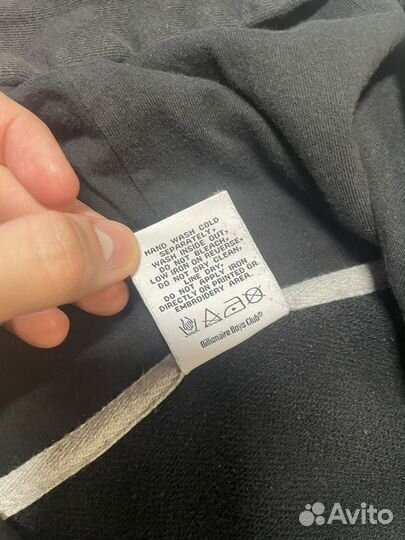 HAND WASH COLD
SEPARATELY,
WASH INSIDE OUT,
DO NOT BLEACH,
LOW IRON ON REVERSE,
DO NOT DRY CLEAN,
LINE DRY,
DO NOT APPLY IRON
DIRECTLY ON PRINTED OR
EMBROIDERY AREA.
Billionaire Boys Club®
Avito